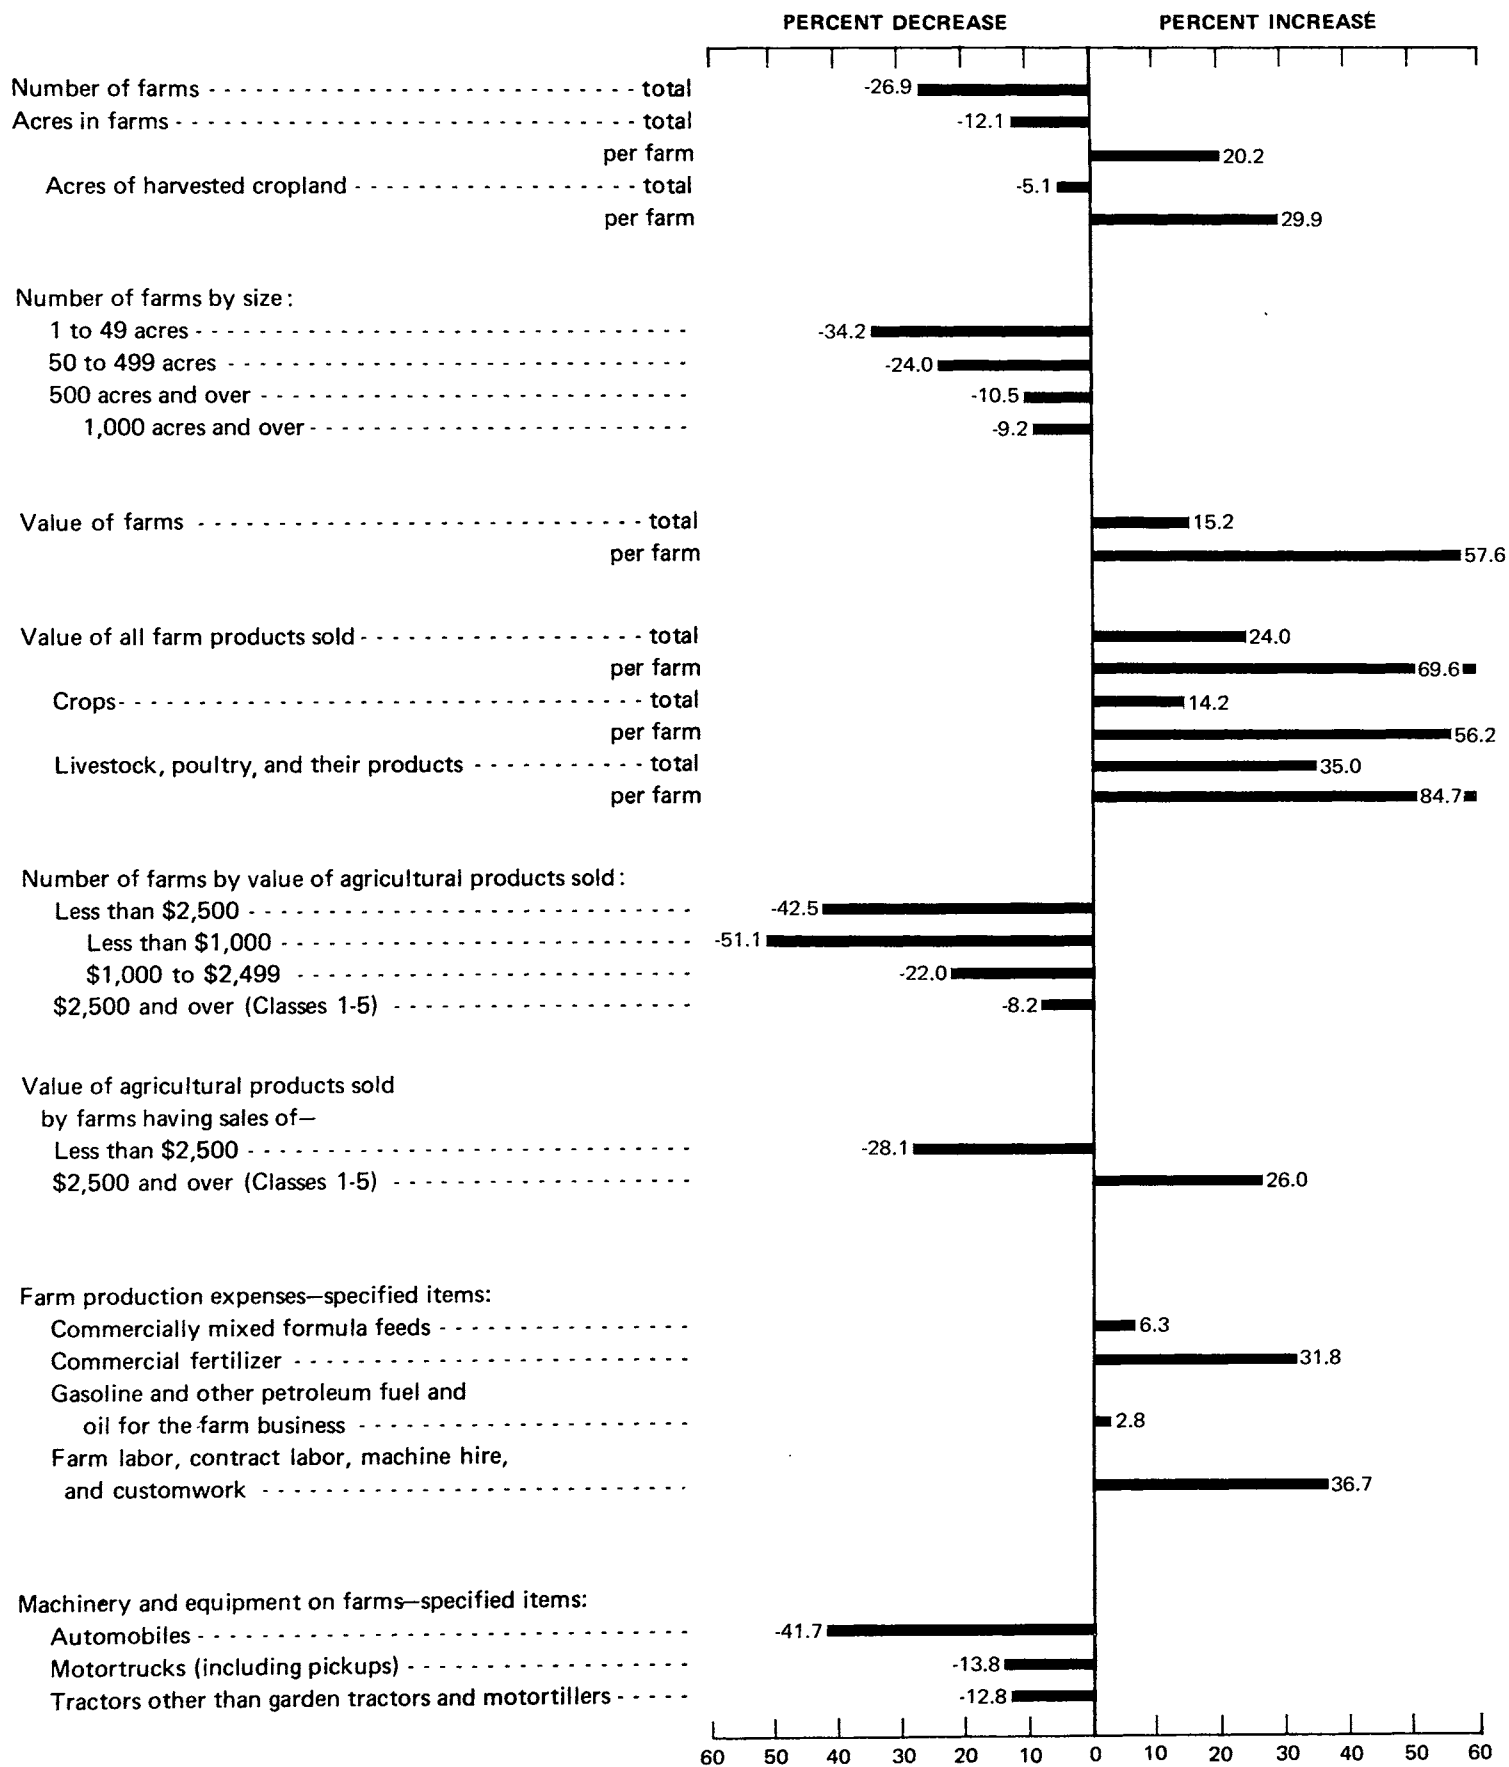 PERCENT DECREASE PERCENT INCREASE
Number of farms - - - - - - - - - - - - - - - - - - - - - - - - - - - total -26.9
Acres in farms - - - - - - - - - - - - - - - - - - - - - - - - - - - - - total -12.1
per farm 20.2
Acres of harvested cropland - - - - - - - - - - - - - - - - - - total -5.1
per farm 29.9
Number of farms by size:
1 to 49 acres - - - - - - - - - - - - - - - - - - - - - - - - - - - - - - - -34.2
50 to 499 acres - - - - - - - - - - - - - - - - - - - - - - - - - - - - - -24.0
500 acres and over - - - - - - - - - - - - - - - - - - - - - - - - - - - -10.5
1,000 acres and over - - - - - - - - - - - - - - - - - - - - - - - - -9.2
Value of farms - - - - - - - - - - - - - - - - - - - - - - - - - - - - total 15.2
per farm 57.6
Value of all farm products sold - - - - - - - - - - - - - - - - - - total 24.0
per farm 69.6
Crops - - - - - - - - - - - - - - - - - - - - - - - - - - - - - - - - - total 14.2
per farm 56.2
Livestock, poultry, and their products - - - - - - - - - - - total 35.0
per farm 84.7
Number of farms by value of agricultural products sold:
Less than $2,500 - - - - - - - - - - - - - - - - - - - - - - - - - - - - -42.5
Less than $1,000 - - - - - - - - - - - - - - - - - - - - - - - - - - -51.1
$1,000 to $2,499 - - - - - - - - - - - - - - - - - - - - - - - - - -22.0
$2,500 and over (Classes 1-5) - - - - - - - - - - - - - - - - - - - -8.2
Value of agricultural products sold
by farms having sales of—
Less than $2,500 - - - - - - - - - - - - - - - - - - - - - - - - - - - - -28.1
$2,500 and over (Classes 1-5) - - - - - - - - - - - - - - - - - - - 26.0
Farm production expenses—specified items:
Commercially mixed formula feeds - - - - - - - - - - - - - - - - 6.3
Commercial fertilizer - - - - - - - - - - - - - - - - - - - - - - - - - 31.8
Gasoline and other petroleum fuel and
oil for the farm business - - - - - - - - - - - - - - - - - - - - - 2.8
Farm labor, contract labor, machine hire,
and customwork - - - - - - - - - - - - - - - - - - - - - - - - - - - 36.7
Machinery and equipment on farms—specified items:
Automobiles - - - - - - - - - - - - - - - - - - - - - - - - - - - - - - - -41.7
Motortrucks (including pickups) - - - - - - - - - - - - - - - - - - -13.8
Tractors other than garden tractors and motortillers - - - - - -12.8
60 50 40 30 20 10 0 10 20 30 40 50 60